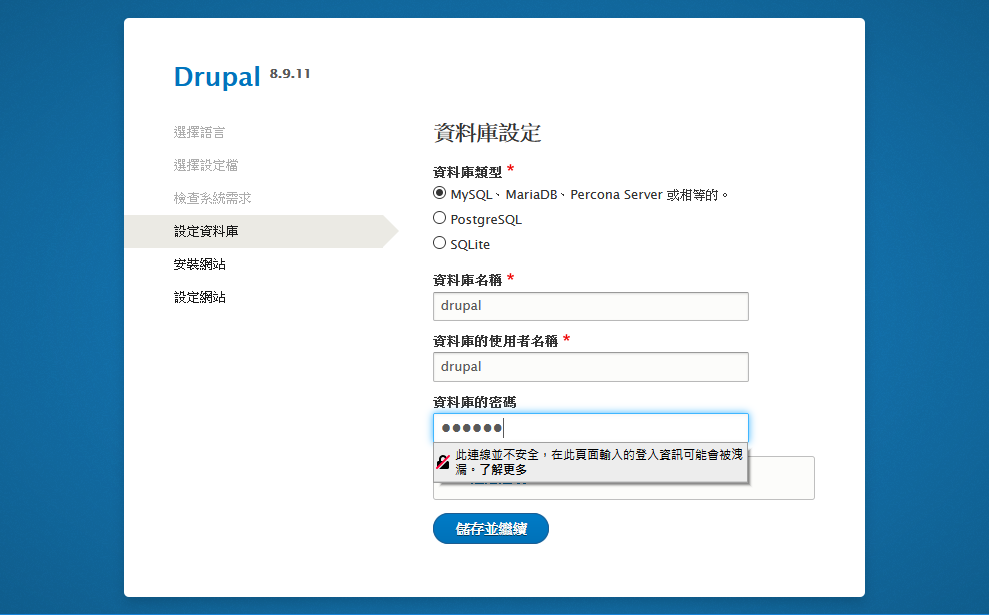 Drupal 8.9.11
選擇語言
選擇設定檔
檢查系統需求
設定資料庫
安裝網站
設定網站
資料庫設定
資料庫類型 *
MySQL、MariaDB、Percona Server 或相等的。
PostgreSQL
SQLite
資料庫名稱 *
drupal
資料庫的使用者名稱 *
drupal
資料庫的密碼
●●●●●●
此連線並不安全，在此頁面輸入的登入資訊可能會被洩
漏。了解更多
儲存並繼續